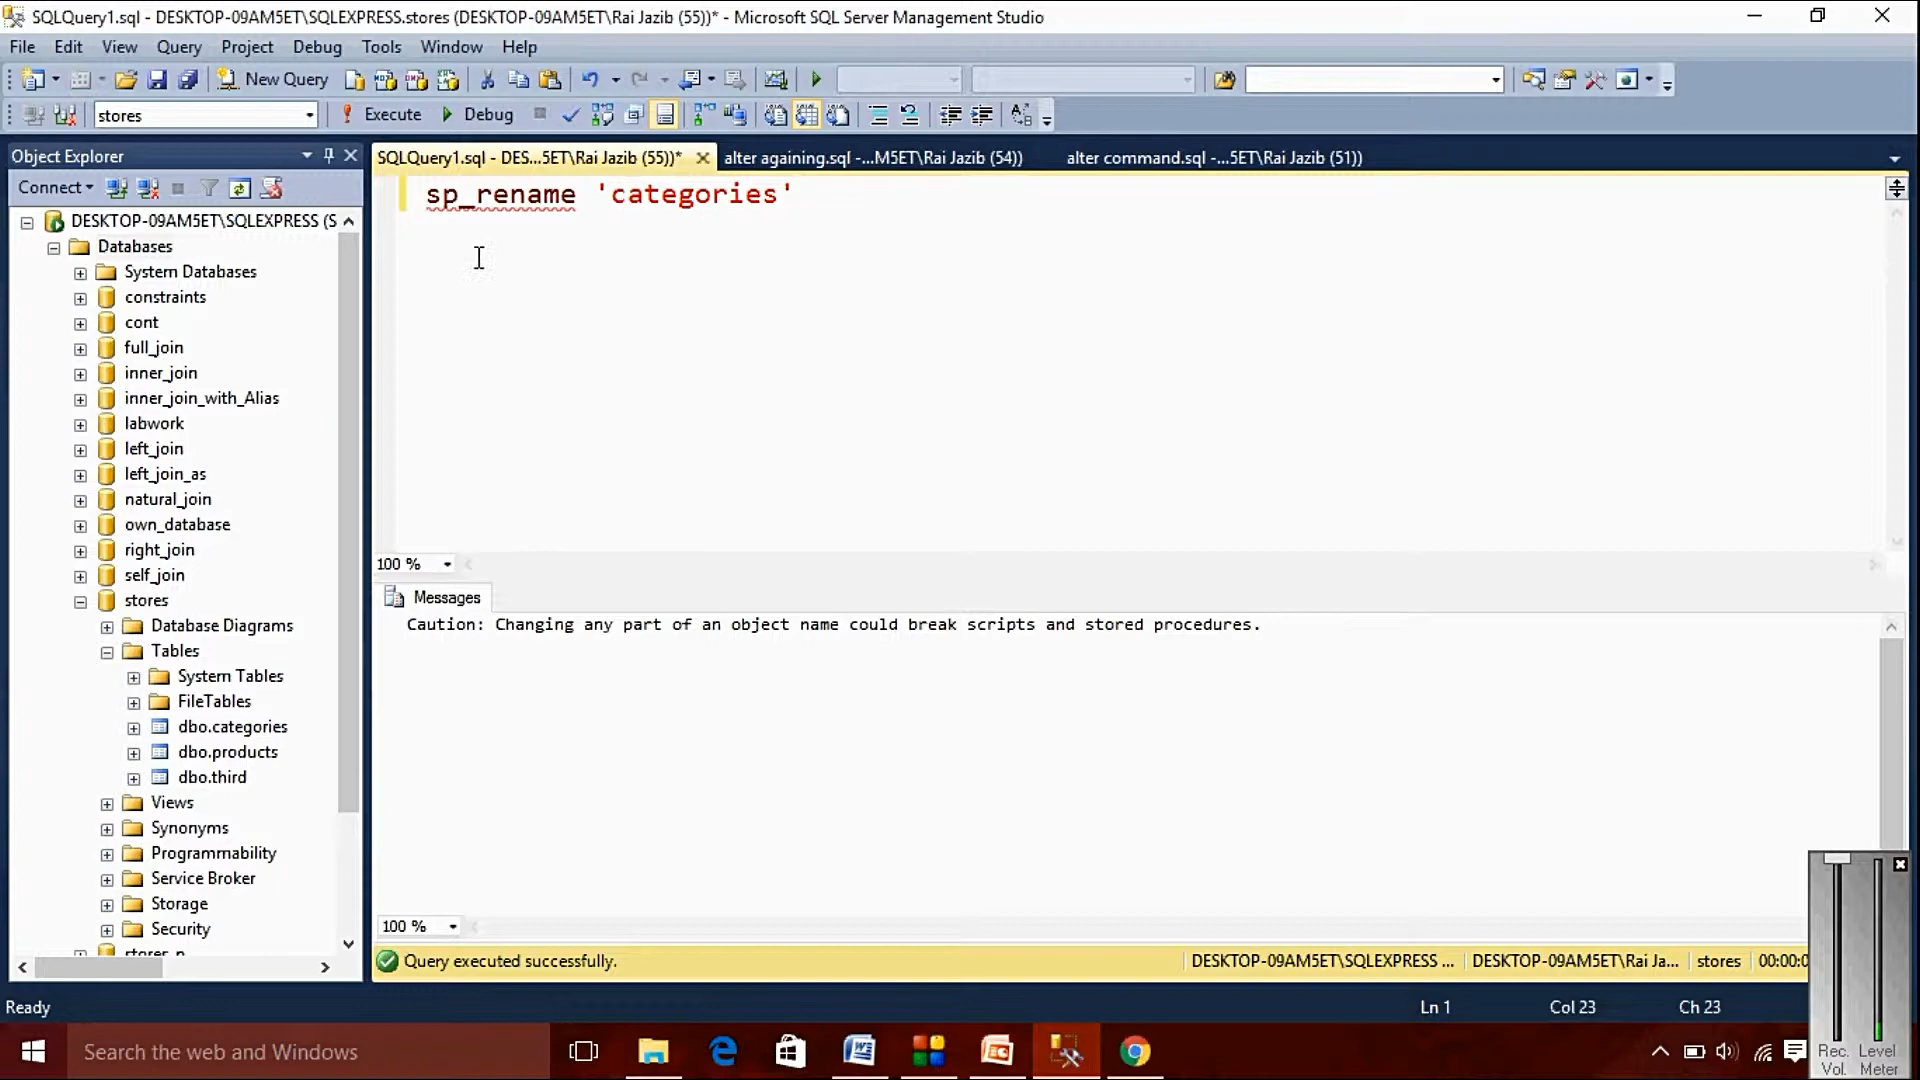 SQLQuery1.sql - DESKTOP-09AM5ET\SQLEXPRESS.stores (DESKTOP-09AM5ET\Rai Jazib (55))* - Microsoft SQL Server Management Studio
File Edit View Query Project Debug Tools Window Help
New Query
stores Execute Debug
Object Explorer
SQLQuery1.sql - DES...5ET\Rai Jazib (55))* alter againing.sql -...M5ET\Rai Jazib (54)) alter command.sql -...5ET\Rai Jazib (51))
Connect
sp_rename 'categories'
DESKTOP-09AM5ET\SQLEXPRESS (S
Databases
System Databases
constraints
cont
full_join
inner_join
inner_join_with_Alias
labwork
left_join
left_join_as
natural_join
own_database
right_join
self_join
stores
Database Diagrams
Tables
System Tables
FileTables
dbo.categories
dbo.products
dbo.third
Views
Synonyms
Programmability
Service Broker
Storage
Security
100 %
Messages
Caution: Changing any part of an object name could break scripts and stored procedures.
100 %
Query executed successfully. DESKTOP-09AM5ET\SQLEXPRESS ... DESKTOP-09AM5ET\Rai Ja... stores 00:00:0
Ready Ln 1 Col 23 Ch 23
Search the web and Windows
Rec. Level
Vol. Meter